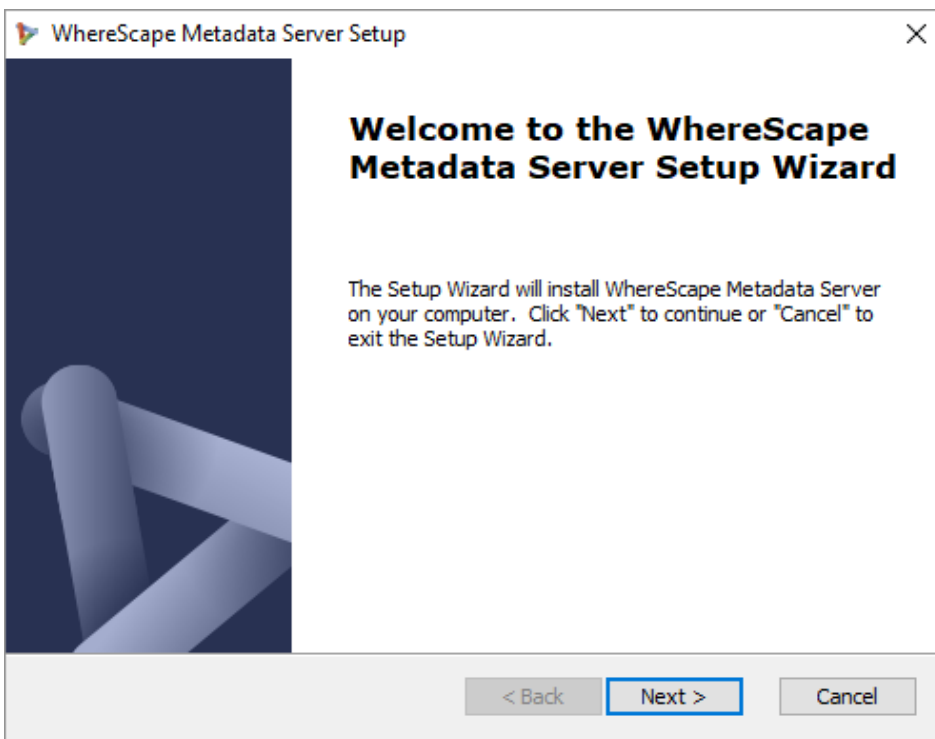 WhereScape Metadata Server Setup
Welcome to the WhereScape
Metadata Server Setup Wizard
The Setup Wizard will install WhereScape Metadata Server
on your computer.  Click "Next" to continue or "Cancel" to
exit the Setup Wizard.
< Back Next > Cancel